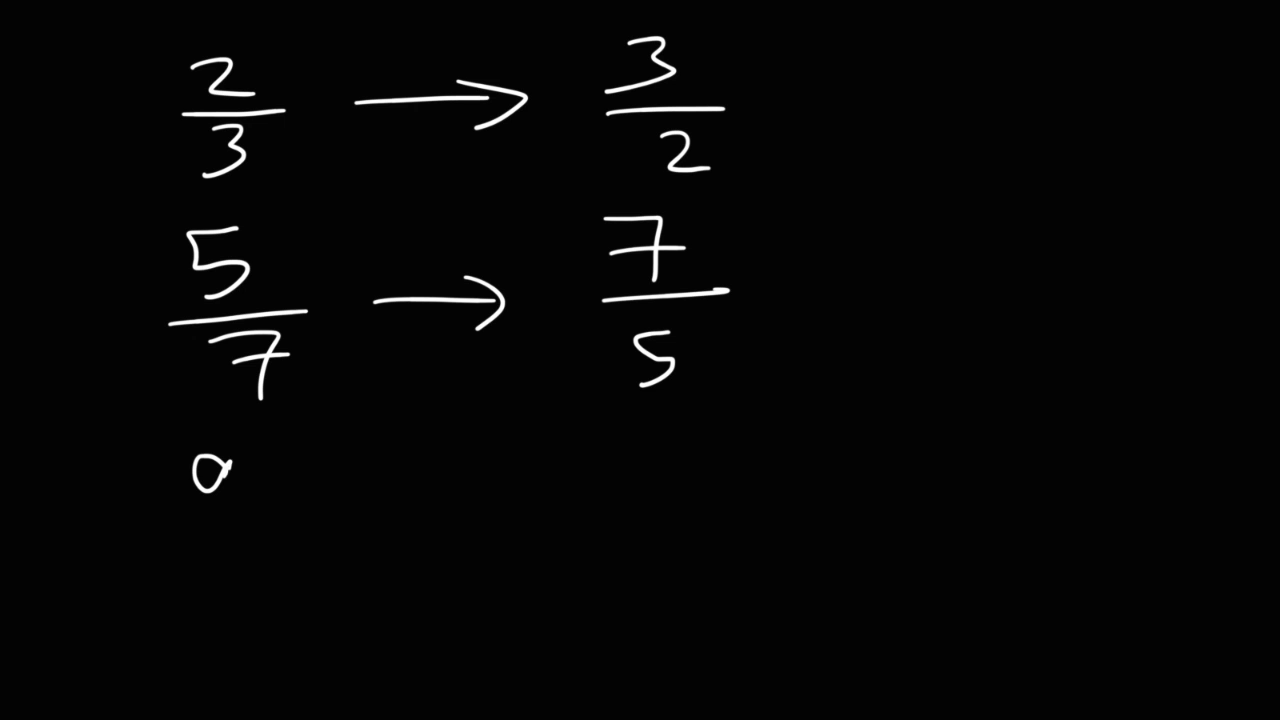 2/3 → 3/2
5/7 → 7/5